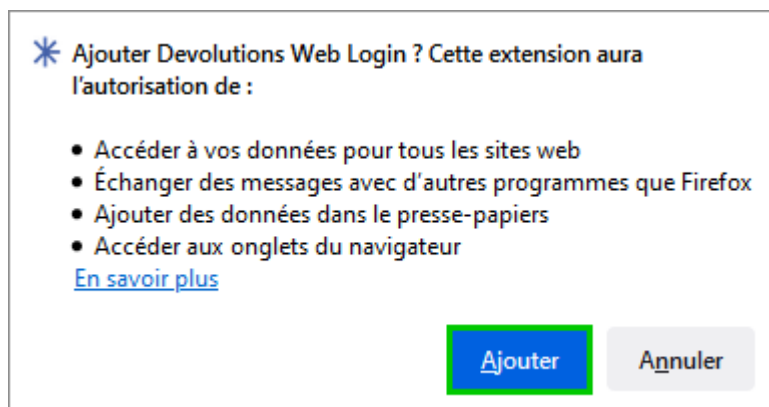 Ajouter Devolutions Web Login ? Cette extension aura
l'autorisation de :
• Accéder à vos données pour tous les sites web
• Échanger des messages avec d'autres programmes que Firefox
• Ajouter des données dans le presse-papiers
• Accéder aux onglets du navigateur
En savoir plus
Ajouter Annuler